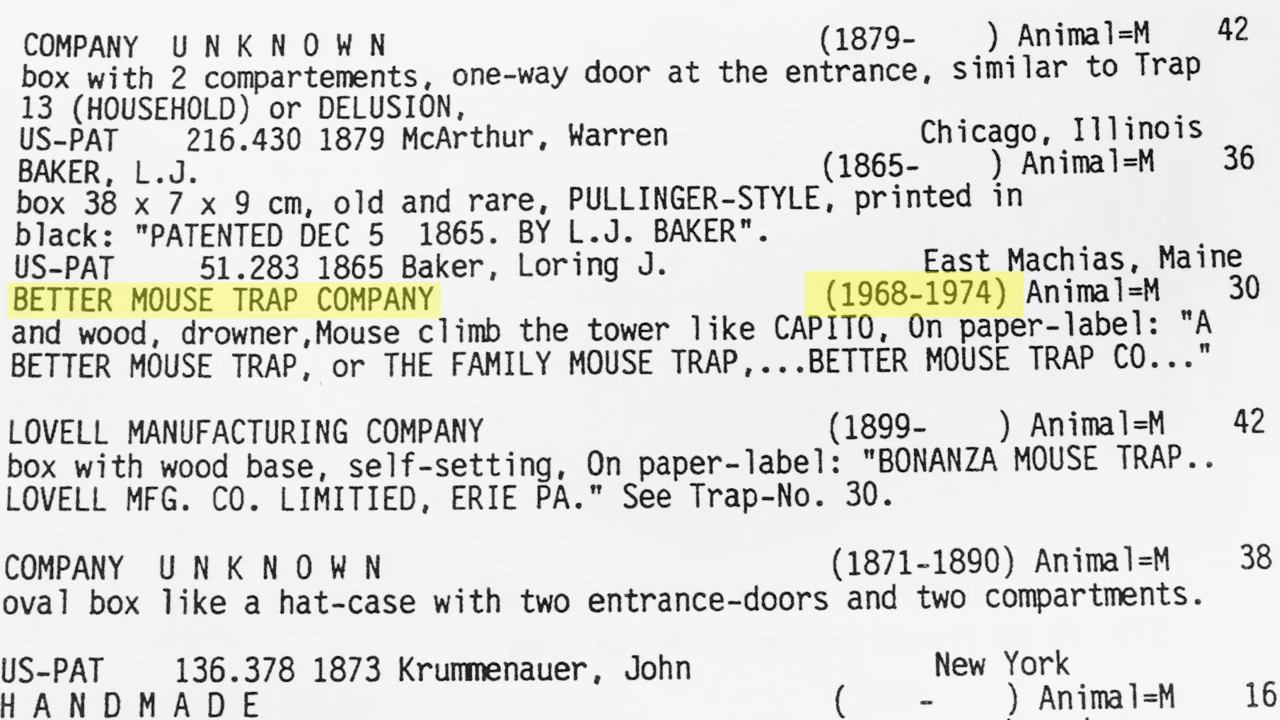 COMPANY U N K N O W N (1879- ) Animal=M 42
box with 2 compartements, one-way door at the entrance, similar to Trap
13 (HOUSEHOLD) or DELUSION,
US-PAT 216.430 1879 McArthur, Warren Chicago, Illinois
BAKER, L.J. (1865- ) Animal=M 36
box 38 x 7 x 9 cm, old and rare, PULLINGER-STYLE, printed in
black: "PATENTED DEC 5 1865. BY L.J. BAKER".
US-PAT 51.283 1865 Baker, Loring J. East Machias, Maine
BETTER MOUSE TRAP COMPANY (1968-1974) Animal=M 30
and wood, drowner,Mouse climb the tower like CAPITO, On paper-label: "A
BETTER MOUSE TRAP, or THE FAMILY MOUSE TRAP,...BETTER MOUSE TRAP CO..."
LOVELL MANUFACTURING COMPANY (1899- ) Animal=M 42
box with wood base, self-setting, On paper-label: "BONANZA MOUSE TRAP..
LOVELL MFG. CO. LIMITIED, ERIE PA." See Trap-No. 30.
COMPANY U N K N O W N (1871-1890) Animal=M 38
oval box like a hat-case with two entrance-doors and two compartments.
US-PAT 136.378 1873 Krummenauer, John New York
H A N D M A D E ( - ) Animal=M 16